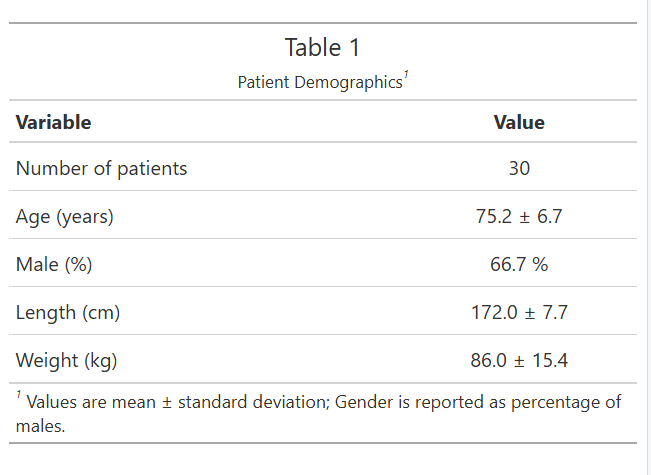 Table 1
Patient Demographics¹
Variable Value
Number of patients 30
Age (years) 75.2 ± 6.7
Male (%) 66.7 %
Length (cm) 172.0 ± 7.7
Weight (kg) 86.0 ± 15.4
¹ Values are mean ± standard deviation; Gender is reported as percentage of
males.